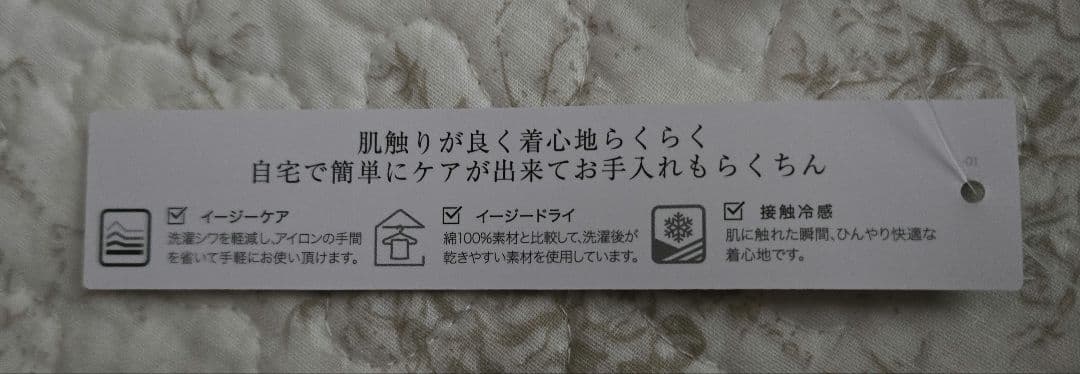 肌触りが良く着心地らくらく
自宅で簡単にケアが出来てお手入れもらくちん
イージーケア
洗濯シワを軽減し、アイロンの手間
を省いて手軽にお使い頂けます。
イージードライ
綿100%素材と比較して、洗濯後が
乾きやすい素材を使用しています。
接触冷感
肌に触れた瞬間、ひんやり快適な
着心地です。